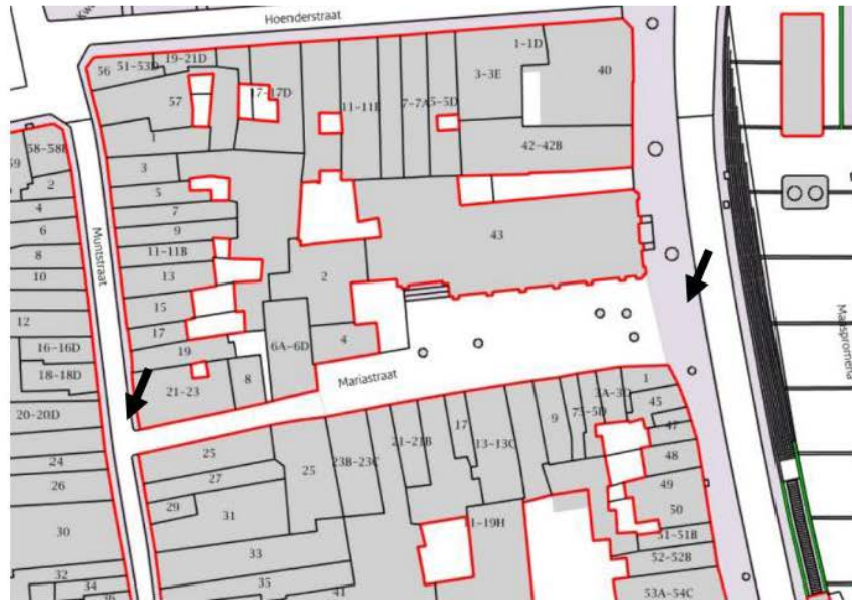 Hoenderstraat
56
51-53D
19-21D
1-1D
40
57
17-17D
11-11E
7-7A
5-5D
3-3E
58-58B
59
42-42B
1
3
2
5
4
7
6
9
43
8
11-11B
Muntstraat
10
13
2
15
12
17
6A-6D
4
16-16D
19
18-18D
8
Mariastraat
21-23
Maaspromena
1
3A-3D
45
20-20D
7
5-5D
47
9
17
21-21B
13-13C
25
23B-23C
48
24
25
27
49
26
29
50
31
11-19H
30
51-51B
33
52-52B
32
34
35
41
53A-54C